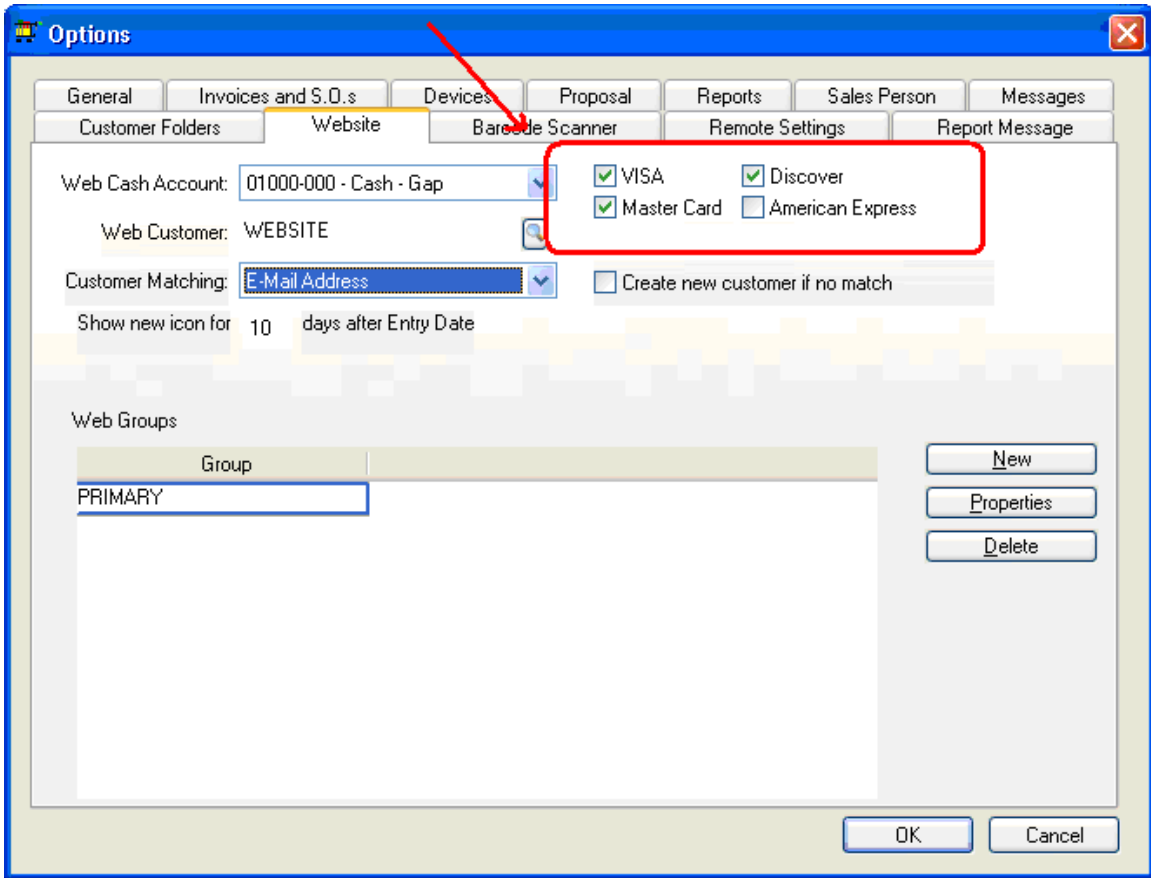 Options
General Invoices and S.O.s Devices Proposal Reports Sales Person Messages
Customer Folders Website Barcode Scanner Remote Settings Report Message
Web Cash Account: 01000-000 - Cash - Gap VISA Discover
Master Card American Express
Web Customer: WEBSITE
Customer Matching: E-Mail Address Create new customer if no match
Show new icon for 10 days after Entry Date
Web Groups
Group
New
PRIMARY
Properties
Delete
OK Cancel